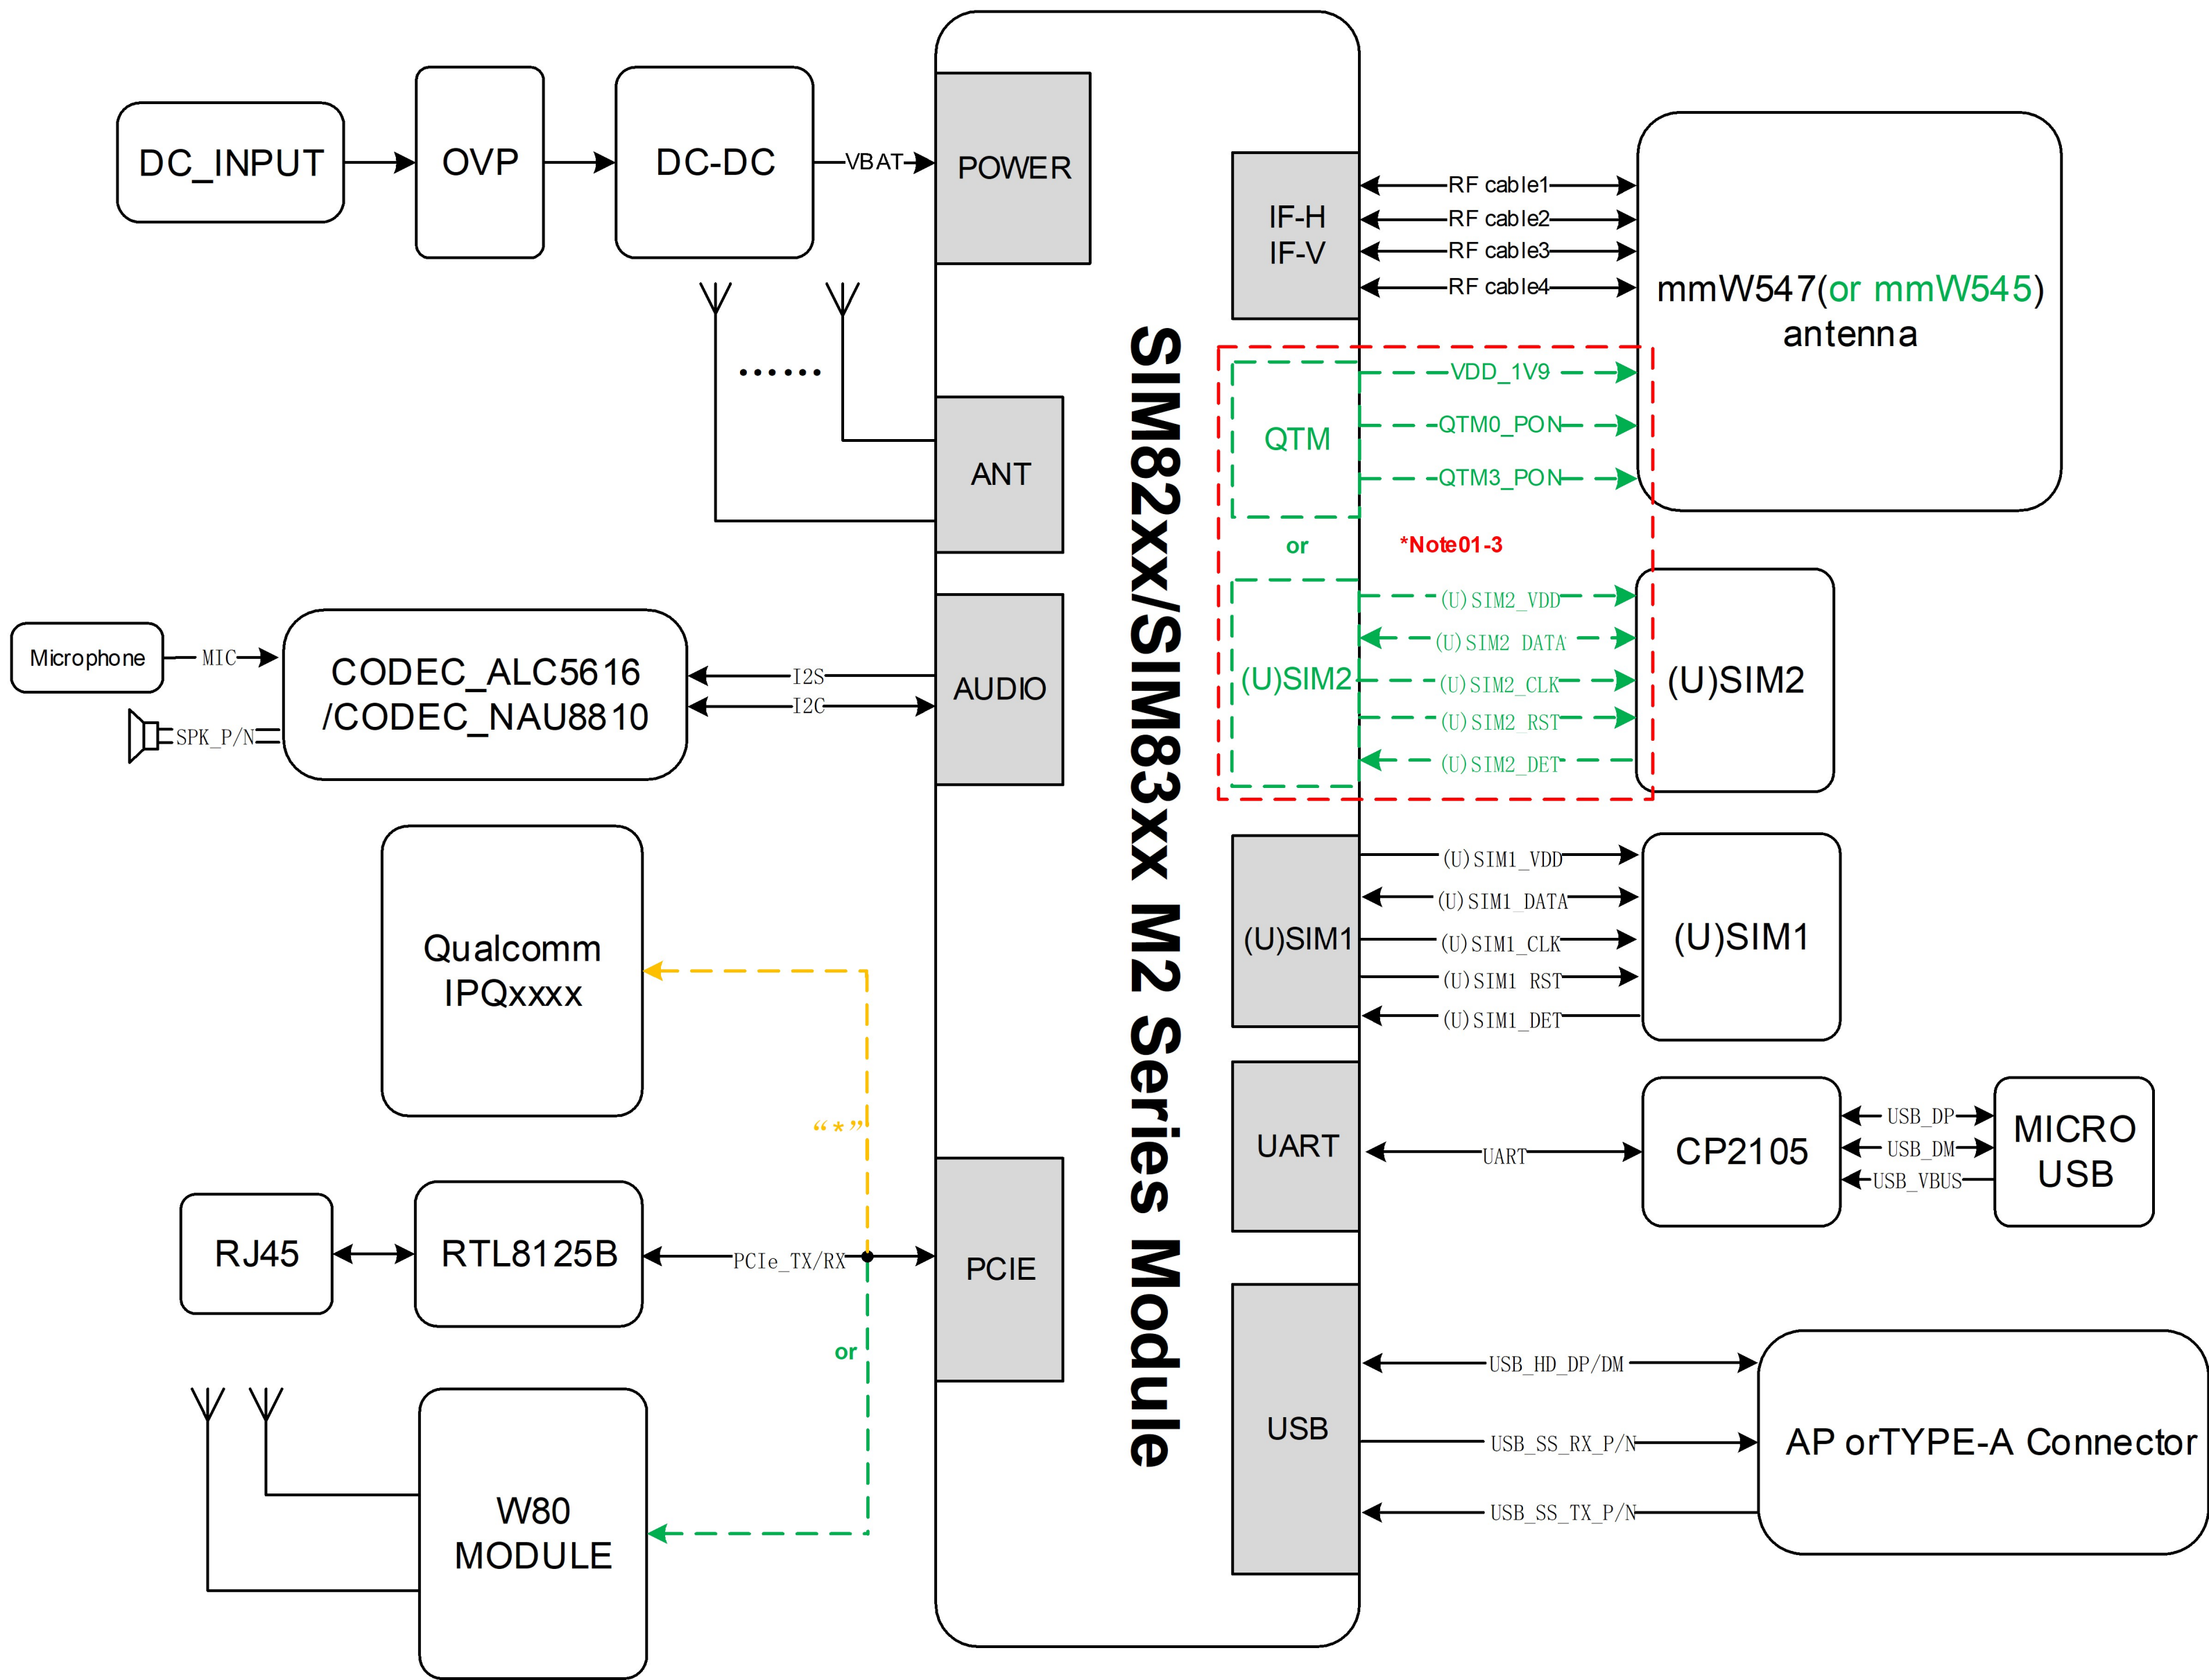 DC_INPUT
OVP
DC-DC
VBAT
POWER
IF-H
IF-V
RF cable1
RF cable2
RF cable3
RF cable4
mmW547(or mmW545)
antenna
......
ANT
QTM
VDD_1V9
QTM0_PON
QTM3_PON
or
*Note01-3
SIM82xx/SIM83xx M2 Series Module
Microphone
MIC
SPK_P/N
CODEC_ALC5616
/CODEC_NAU8810
I2S
I2C
AUDIO
(U)SIM2
(U)SIM2_VDD
(U)SIM2_DATA
(U)SIM2_CLK
(U)SIM2_RST
(U)SIM2_DET
(U)SIM2
(U)SIM1
(U)SIM1_VDD
(U)SIM1_DATA
(U)SIM1_CLK
(U)SIM1_RST
(U)SIM1_DET
(U)SIM1
Qualcomm
IPQxxxx
“*”
UART
UART
CP2105
USB_DP
USB_DM
USB_VBUS
MICRO
USB
RJ45
RTL8125B
PCIe_TX/RX
PCIE
or
W80
MODULE
USB
USB_HD_DP/DM
USB_SS_RX_P/N
USB_SS_TX_P/N
AP orTYPE-A Connector